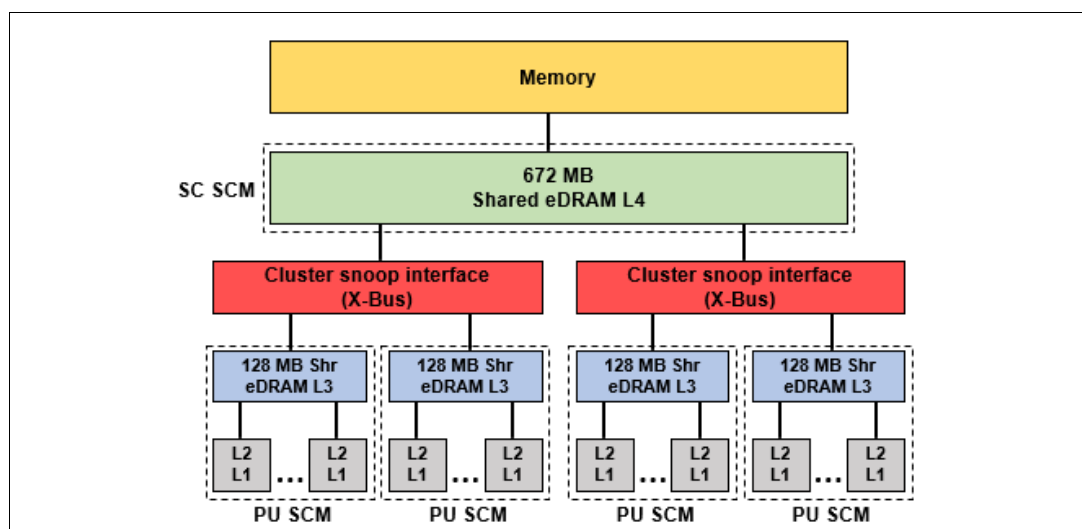 Memory
SC SCM
672 MB
Shared eDRAM L4
Cluster snoop interface
(X-Bus)
Cluster snoop interface
(X-Bus)
128 MB Shr
eDRAM L3
128 MB Shr
eDRAM L3
128 MB Shr
eDRAM L3
128 MB Shr
eDRAM L3
L2
L1
...
L2
L1
L2
L1
...
L2
L1
L2
L1
...
L2
L1
L2
L1
...
L2
L1
PU SCM
PU SCM
PU SCM
PU SCM